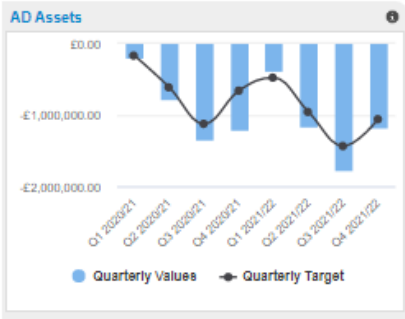 AD Assets
£0.00
-£1,000,000.00
-£2,000,000.00
Q1 2020/21
Q2 2020/21
Q3 2020/21
Q4 2020/21
Q1 2021/22
Q2 2021/22
Q3 2021/22
Q4 2021/22
Quarterly Values Quarterly Target